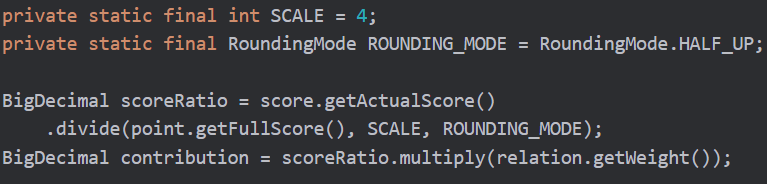 private static final int SCALE = 4;
private static final RoundingMode ROUNDING_MODE = RoundingMode.HALF_UP;

BigDecimal scoreRatio = score.getActualScore()
    .divide(point.getFullScore(), SCALE, ROUNDING_MODE);
BigDecimal contribution = scoreRatio.multiply(relation.getWeight());